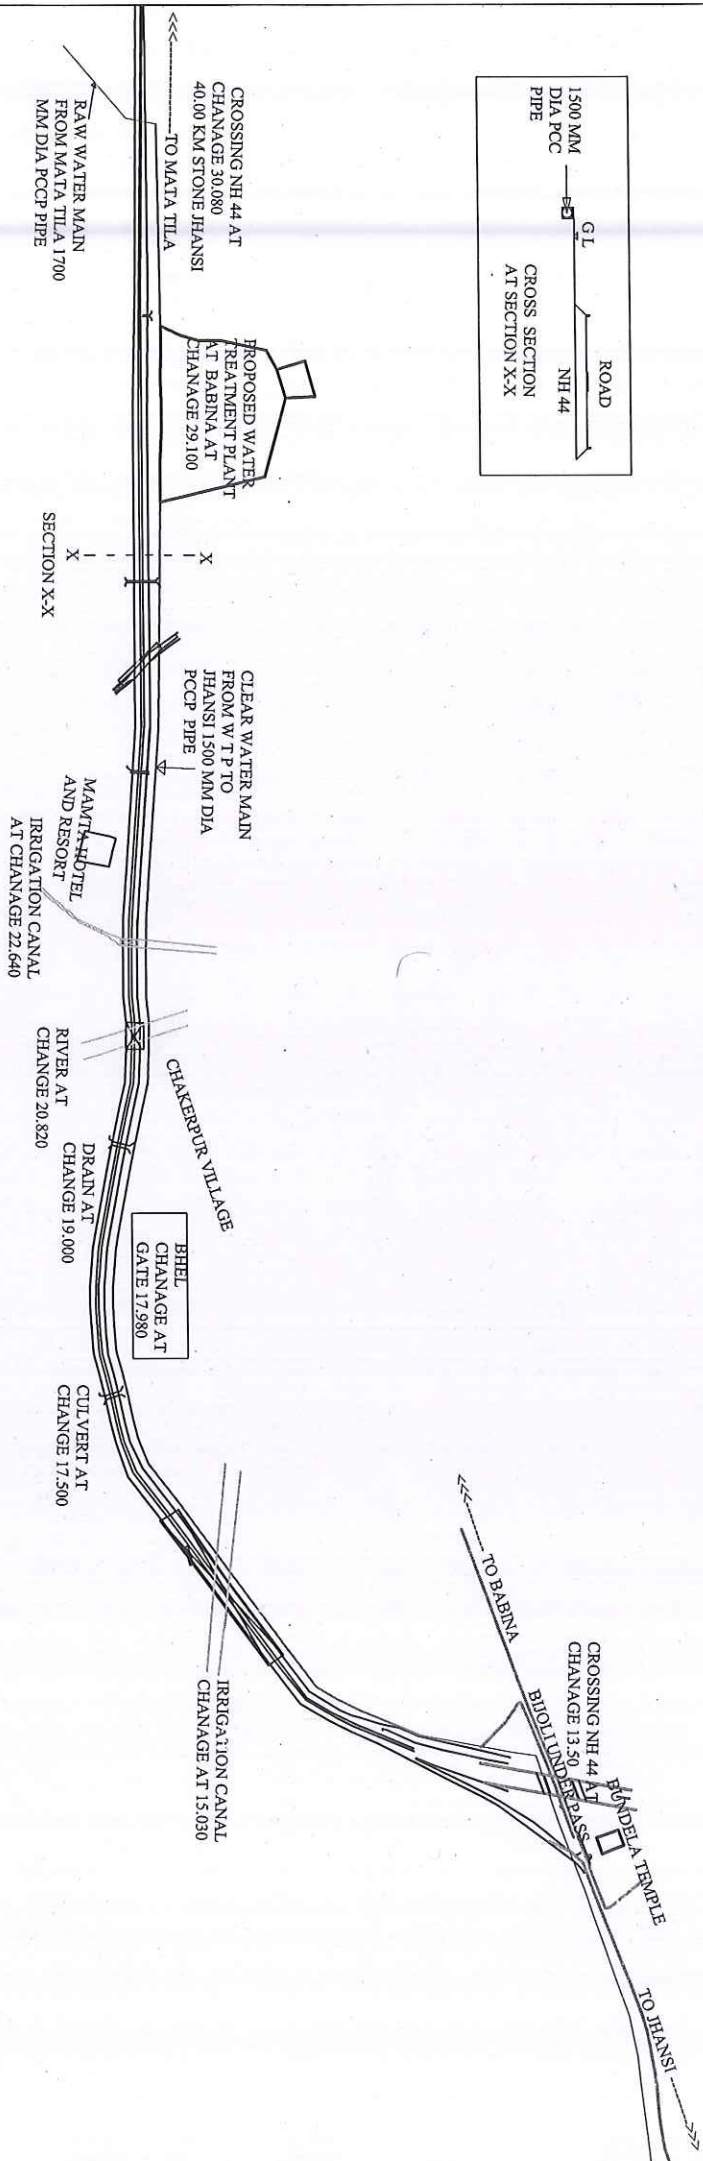 1500 MM
DIA PCC
PIPE
GL
ROAD
NH 44
CROSS SECTION
AT SECTION X-X
CROSSING NH 44 AT
CHANAGE 30.080
40.00 KM STONE JHANSI
<<<------------TO MATA TILA
RAW WATER MAIN
FROM MATA TILA 1700
MM DIA PCCP PIPE
PROPOSED WATER
TREATMENT PLANT
AT BABINA AT
CHANAGE 29.100
X
X
SECTION X-X
CLEAR WATER MAIN
FROM W T P TO
JHANSI 1500 MM DIA
PCCP PIPE
MAMTA HOTEL
AND RESORT
IRRIGATION CANAL
AT CHANAGE 22.640
RIVER AT
CHANGE 20.820
CHAKERPUR VILLAGE
DRAIN AT
CHANGE 19.000
BHEL
CHANAGE AT
GATE 17.980
CULVERT AT
CHANGE 17.500
IRRIGATION CANAL
CHANAGE AT 15.030
<<<-------- TO BABINA
CROSSING NH 44 AT
CHANAGE 13.50
BIJOLI UNDER PASS
BUNDELA TEMPLE
TO JHANSI -------->>>